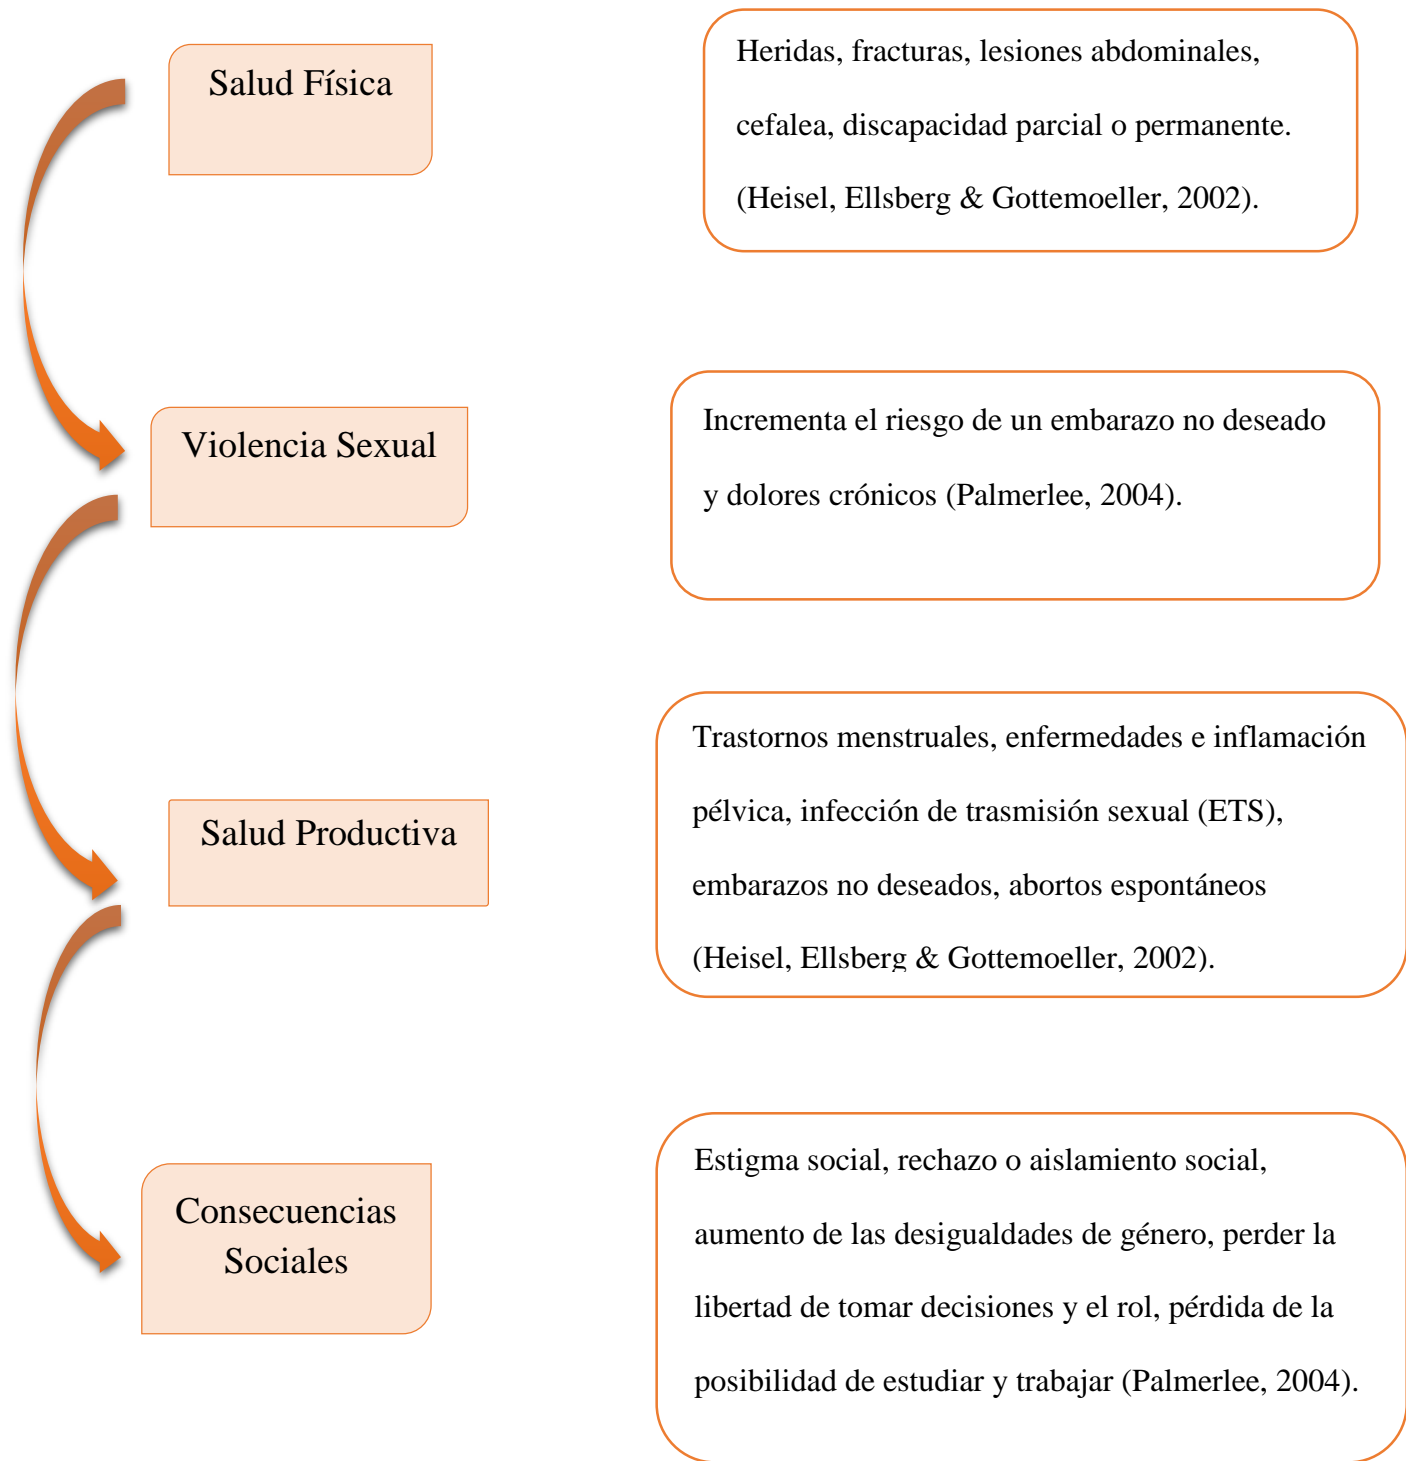 Salud Física
Heridas, fracturas, lesiones abdominales,
cefalea, discapacidad parcial o permanente.
(Heisel, Ellsberg & Gottemoeller, 2002).
Violencia Sexual
Incrementa el riesgo de un embarazo no deseado
y dolores crónicos (Palmerlee, 2004).
Salud Productiva
Trastornos menstruales, enfermedades e inflamación
pélvica, infección de trasmisión sexual (ETS),
embarazos no deseados, abortos espontáneos
(Heisel, Ellsberg & Gottemoeller, 2002).
Consecuencias
Sociales
Estigma social, rechazo o aislamiento social,
aumento de las desigualdades de género, perder la
libertad de tomar decisiones y el rol, pérdida de la
posibilidad de estudiar y trabajar (Palmerlee, 2004).